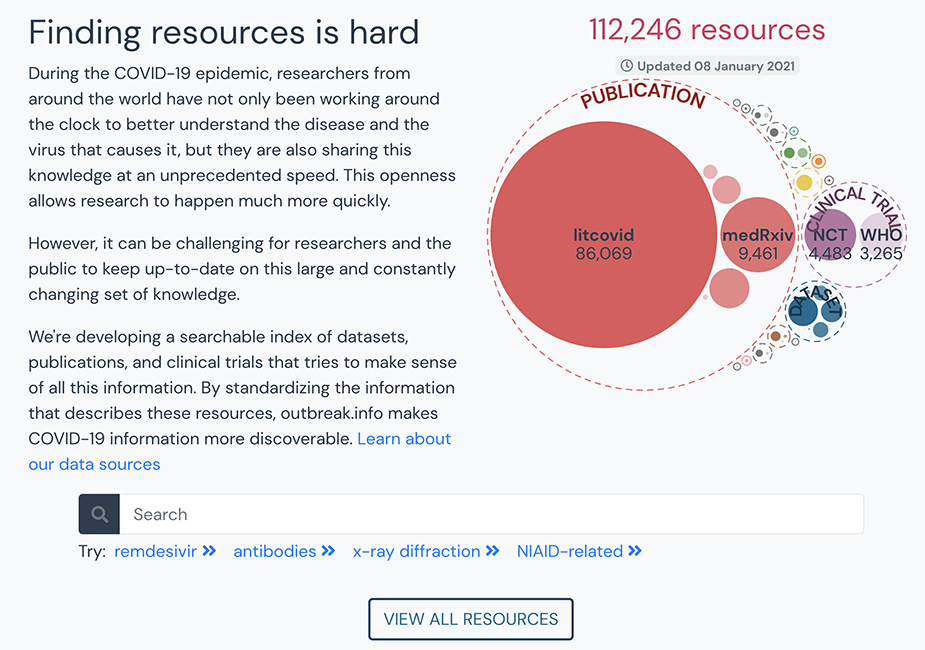 Finding resources is hard
During the COVID-19 epidemic, researchers from
around the world have not only been working around
the clock to better understand the disease and the
virus that causes it, but they are also sharing this
knowledge at an unprecedented speed. This openness
allows research to happen much more quickly.
However, it can be challenging for researchers and the
public to keep up-to-date on this large and constantly
changing set of knowledge.
We're developing a searchable index of datasets,
publications, and clinical trials that tries to make sense
of all this information. By standardizing the information
that describes these resources, outbreak.info makes
COVID-19 information more discoverable. Learn about
our data sources
112,246 resources
Updated 08 January 2021
PUBLICATION
litcovid
86,069
medRxiv
9,461
CLINICAL TRIAL
NCT
4,483
WHO
3,265
DATASET
Search
Try: remdesivir antibodies x-ray diffraction NIAID-related
VIEW ALL RESOURCES